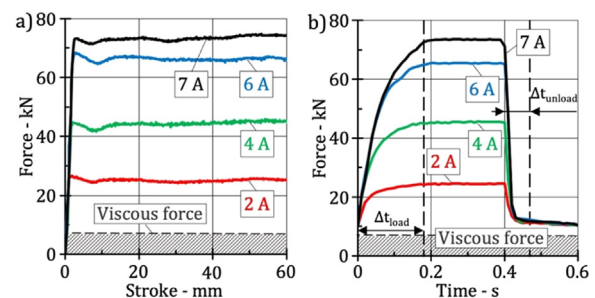 a)
Force - kN
80
60
40
20
0
7 A
6 A
4 A
2 A
Viscous force
0
20
40
60
Stroke - mm
b)
Force - kN
80
60
40
20
0
7 A
6 A
4 A
2 A
Δtunload
Δtload
Viscous force
0
0.2
0.4
0.6
Time - s